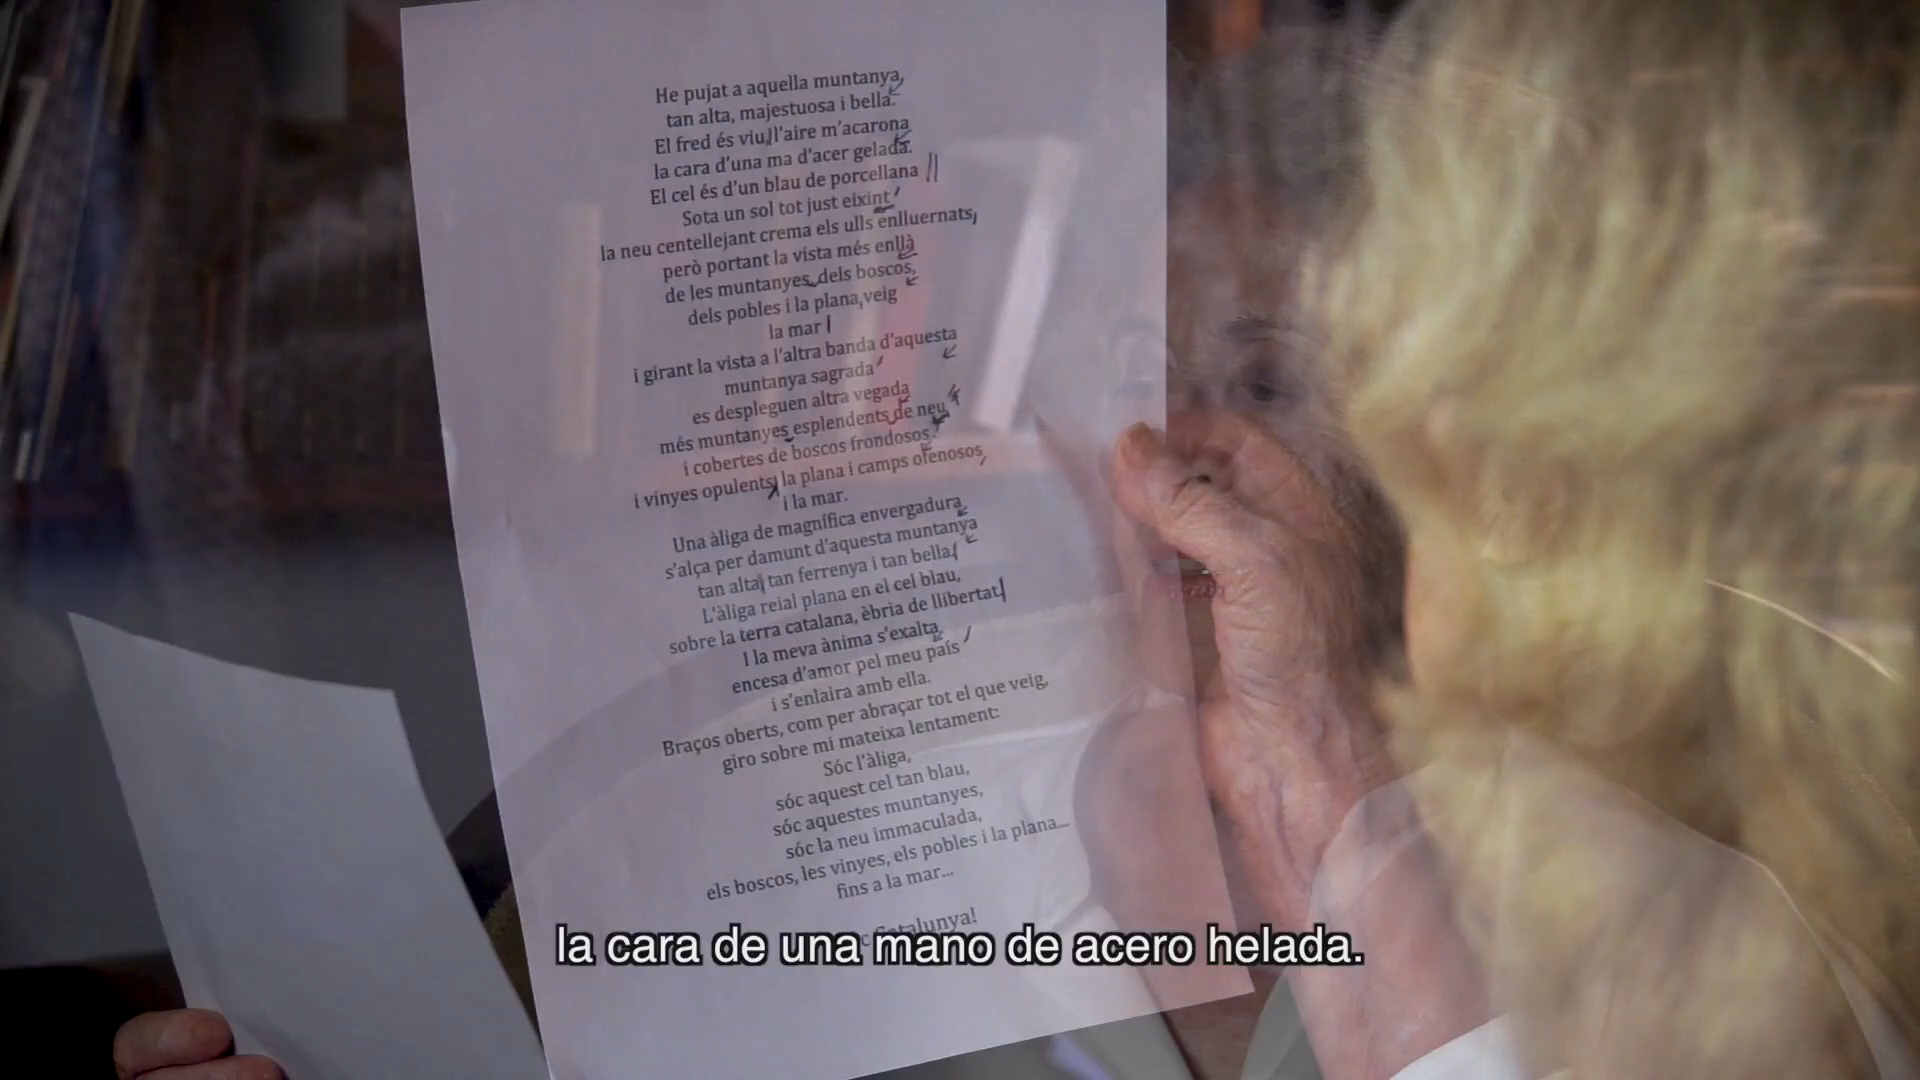 He pujat a aquella muntanya,
tan alta, majestuosa i bella.
El fred és viu, l'aire m'acarona
la cara d'una ma d'acer gelada.
El cel és d'un blau de porcellana
Sota un sol tot just eixint
la neu centellejant crema els ulls enlluernats,
però portant la vista més enllà
de les muntanyes dels boscos,
dels pobles i la plana, veig
la mar
i girant la vista a l'altra banda d'aquesta
muntanya sagrada
es despleguen altra vegada
més muntanyes esplendents de neu
i cobertes de boscos frondosos
i vinyes opulents, la plana i camps ofenosos,
i la mar.
Una àliga de magnífica envergadura
s'alça per damunt d'aquesta muntanya
tan alta, tan ferrenya i tan bella.
L'àliga reial plana en el cel blau,
sobre la terra catalana, èbria de llibertat.
I la meva ànima s'exalta,
encesa d'amor pel meu país
i s'enlaira amb ella.
Braços oberts, com per abraçar tot el que veig,
giro sobre mi mateixa lentament:
Sóc l'àliga,
sóc aquest cel tan blau,
sóc aquestes muntanyes,
sóc la neu immaculada,
els boscos, les vinyes, els pobles i la plana...
fins a la mar...
Catalunya!
la cara de una mano de acero helada.